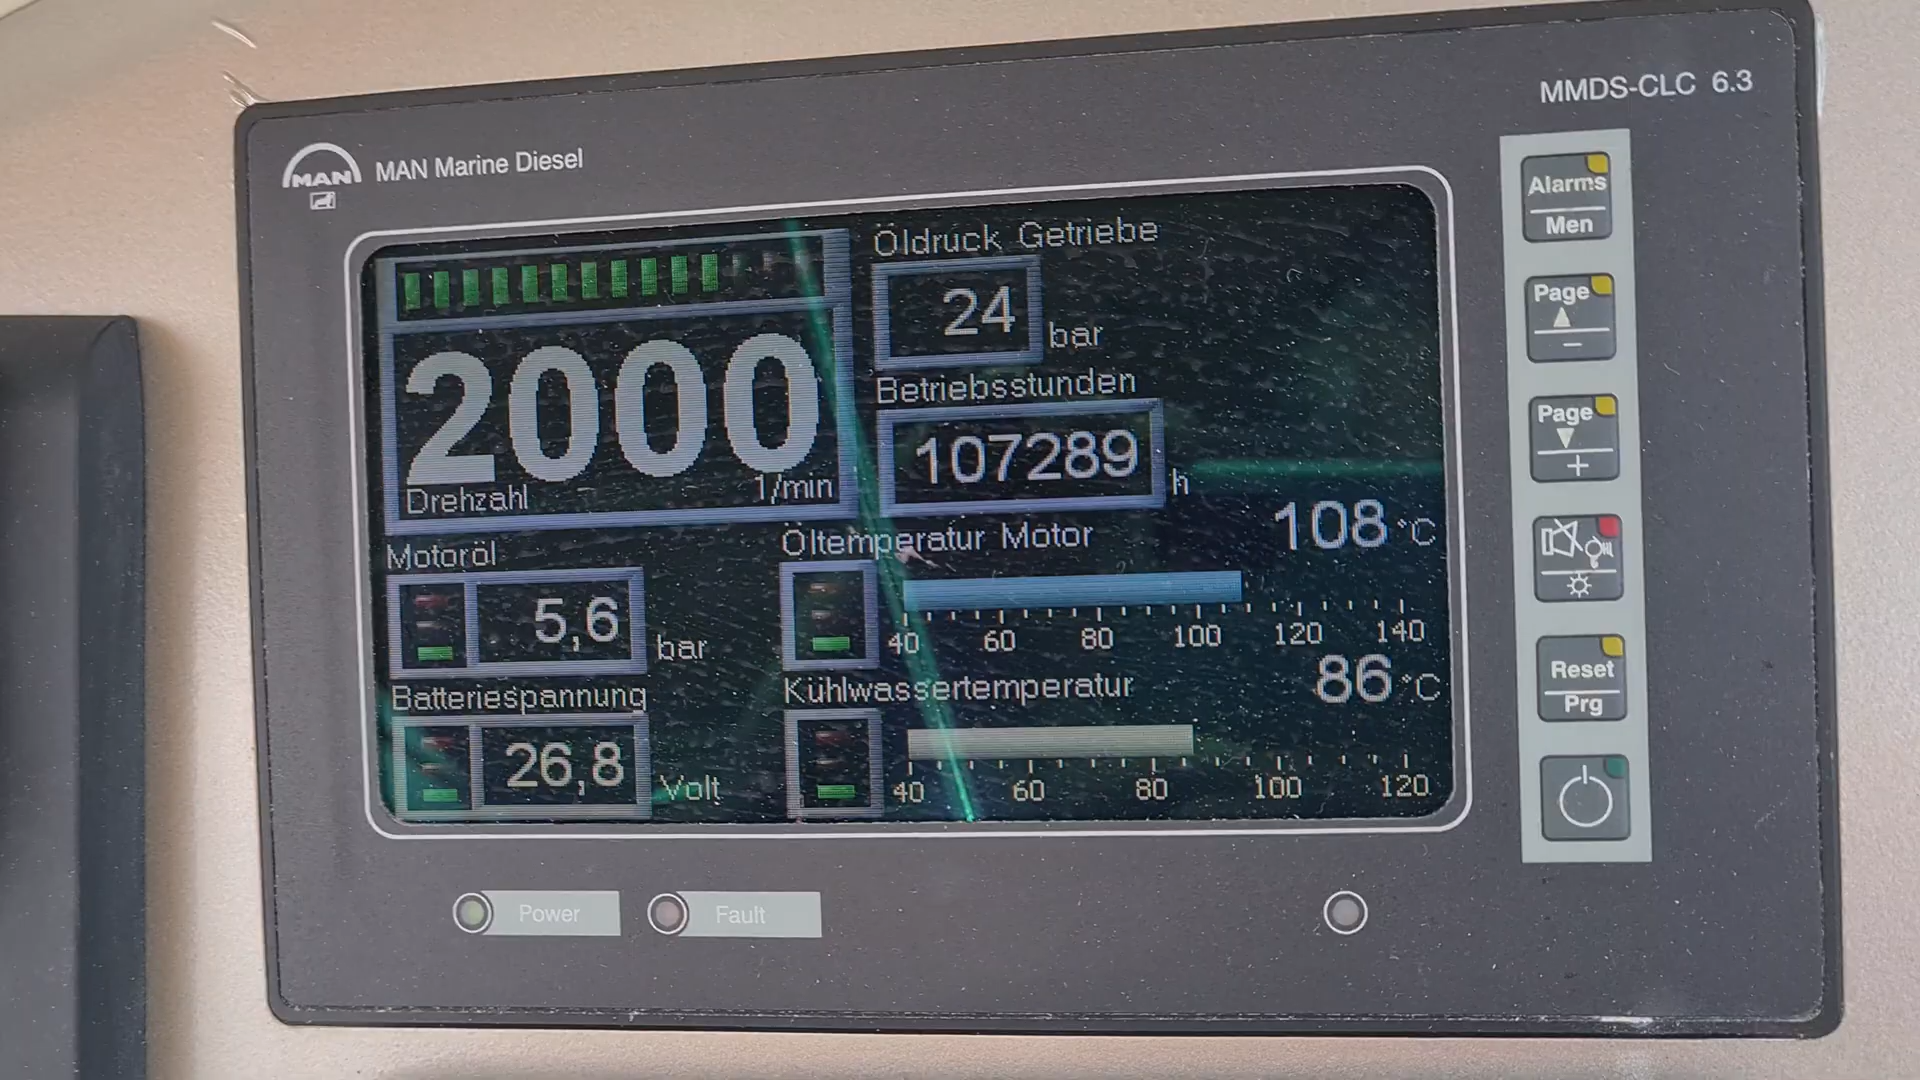 MMDS-CLC 6.3
MAN MAN Marine Diesel
Öldruck Getriebe
24 bar
2000
Drehzahl 1/min
Betriebsstunden
107289 h
Motoröl
5,6 bar
Öltemperatur Motor 108 °C
40 60 80 100 120 140
Batteriespannung
26,8 Volt
Kühlwassertemperatur 86 °C
40 60 80 100 120
Alarms
Men
Page
-
Page
+
Reset
Prg
Power Fault